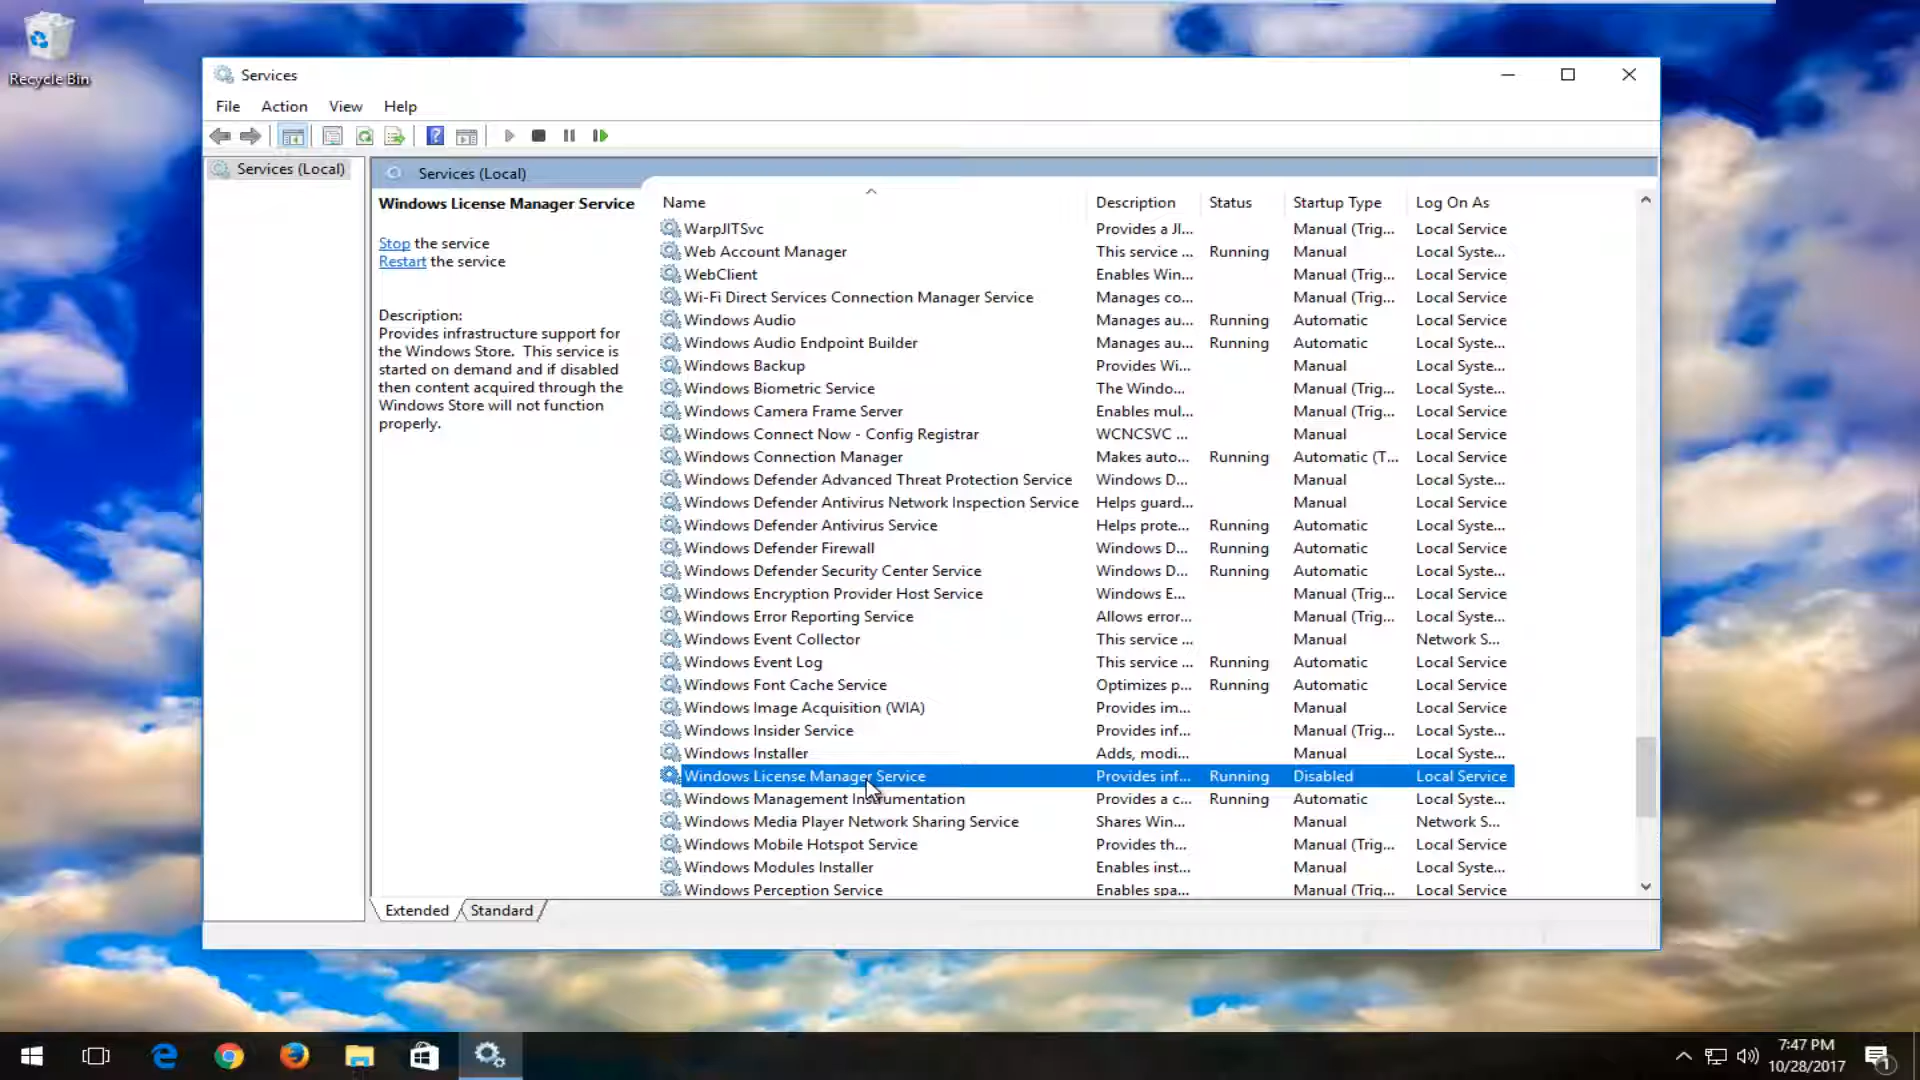 Recycle Bin
Services
File Action View Help
Services (Local)
Services (Local)
Windows License Manager Service
Stop the service
Restart the service
Description:
Provides infrastructure support for
the Windows Store. This service is
started on demand and if disabled
then content acquired through the
Windows Store will not function
properly.
Name Description Status Startup Type Log On As
WarpJITSvc Provides a JI... Manual (Trig... Local Service
Web Account Manager This service ... Running Manual Local Syste...
WebClient Enables Win... Manual (Trig... Local Service
Wi-Fi Direct Services Connection Manager Service Manages co... Manual (Trig... Local Service
Windows Audio Manages au... Running Automatic Local Service
Windows Audio Endpoint Builder Manages au... Running Automatic Local Syste...
Windows Backup Provides Wi... Manual Local Syste...
Windows Biometric Service The Windo... Manual (Trig... Local Syste...
Windows Camera Frame Server Enables mul... Manual (Trig... Local Service
Windows Connect Now - Config Registrar WCNCSVC ... Manual Local Service
Windows Connection Manager Makes auto... Running Automatic (T... Local Service
Windows Defender Advanced Threat Protection Service Windows D... Manual Local Syste...
Windows Defender Antivirus Network Inspection Service Helps guard... Manual Local Service
Windows Defender Antivirus Service Helps prote... Running Automatic Local Syste...
Windows Defender Firewall Windows D... Running Automatic Local Service
Windows Defender Security Center Service Windows D... Running Automatic Local Syste...
Windows Encryption Provider Host Service Windows E... Manual (Trig... Local Service
Windows Error Reporting Service Allows error... Manual (Trig... Local Syste...
Windows Event Collector This service ... Manual Network S...
Windows Event Log This service ... Running Automatic Local Service
Windows Font Cache Service Optimizes p... Running Automatic Local Service
Windows Image Acquisition (WIA) Provides im... Manual Local Service
Windows Insider Service Provides inf... Manual (Trig... Local Syste...
Windows Installer Adds, modi... Manual Local Syste...
Windows License Manager Service Provides inf... Running Disabled Local Service
Windows Management Instrumentation Provides a c... Running Automatic Local Syste...
Windows Media Player Network Sharing Service Shares Win... Manual Network S...
Windows Mobile Hotspot Service Provides th... Manual (Trig... Local Service
Windows Modules Installer Enables inst... Manual Local Syste...
Windows Perception Service Enables spa... Manual (Trig... Local Service
Extended Standard
7:47 PM
10/28/2017
1